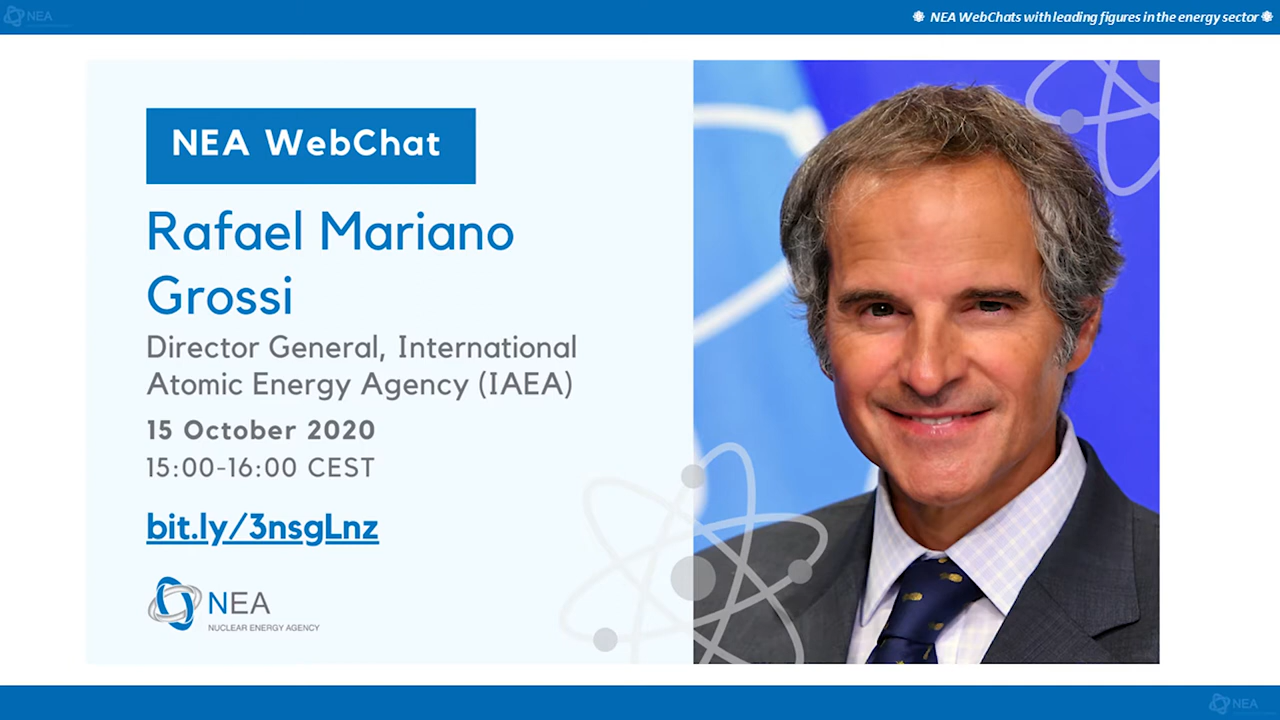 NEA
NEA WebChats with leading figures in the energy sector
NEA WebChat
Rafael Mariano
Grossi
Director General, International
Atomic Energy Agency (IAEA)
15 October 2020
15:00-16:00 CEST
bit.ly/3nsgLnz
NEA
NUCLEAR ENERGY AGENCY
NEA